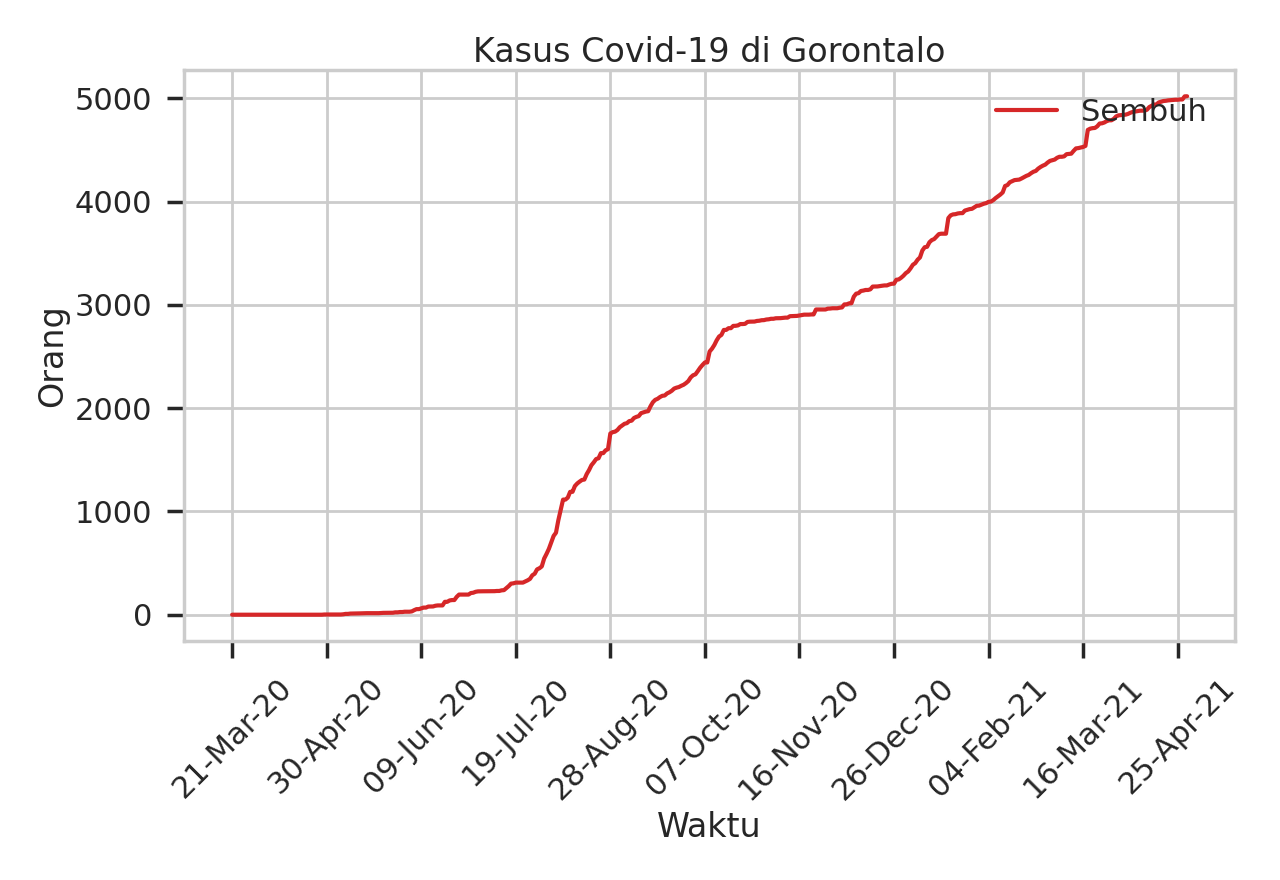 Kasus Covid-19 di Gorontalo
Sembuh
Orang
5000
4000
3000
2000
1000
0
21-Mar-20
30-Apr-20
09-Jun-20
19-Jul-20
28-Aug-20
07-Oct-20
16-Nov-20
26-Dec-20
04-Feb-21
16-Mar-21
25-Apr-21
Waktu